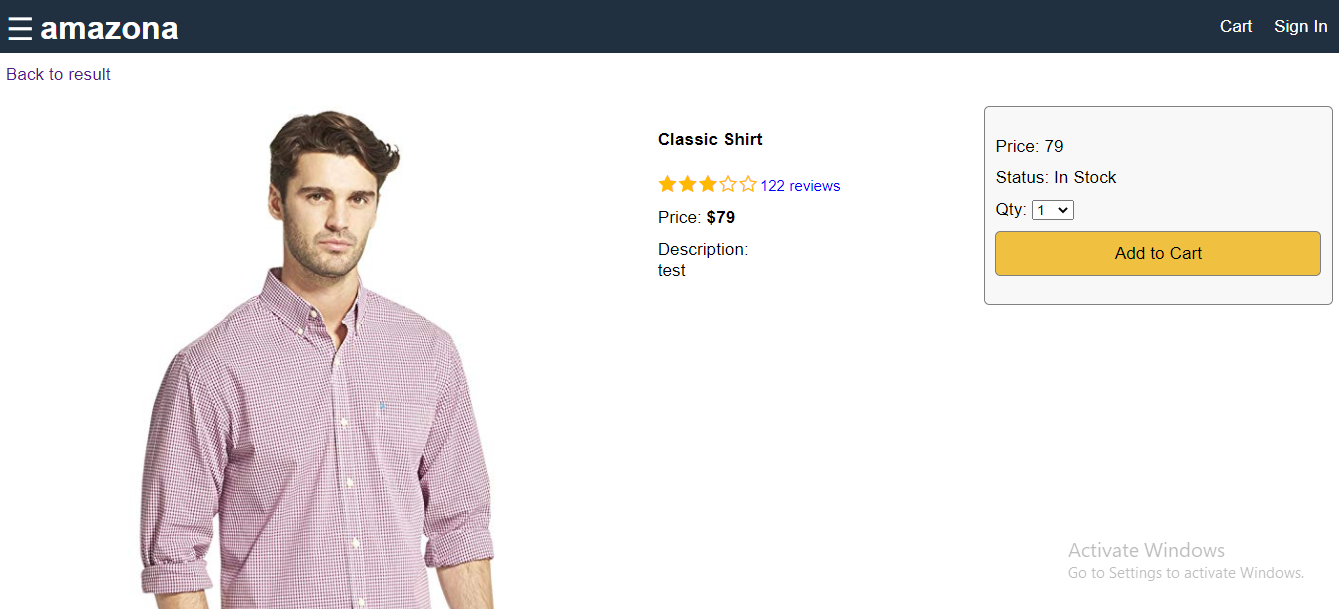 ☰ amazona
Cart Sign In
Back to result
Classic Shirt
122 reviews
Price: $79
Description:
test
Price: 79
Status: In Stock
Qty: 1
Add to Cart
Activate Windows
Go to Settings to activate Windows.